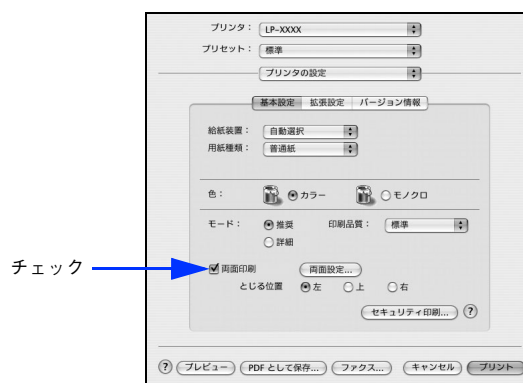 プリンタ： LP-XXXX
プリセット： 標準
プリンタの設定
基本設定 拡張設定 バージョン情報
給紙装置： 自動選択
用紙種類： 普通紙
色： カラー モノクロ
モード： 推奨 印刷品質： 標準
詳細
チェック 両面印刷 両面設定...
とじる位置 左 上 右
セキュリティ印刷... ?
? プレビュー PDF として保存... ファクス... キャンセル プリント